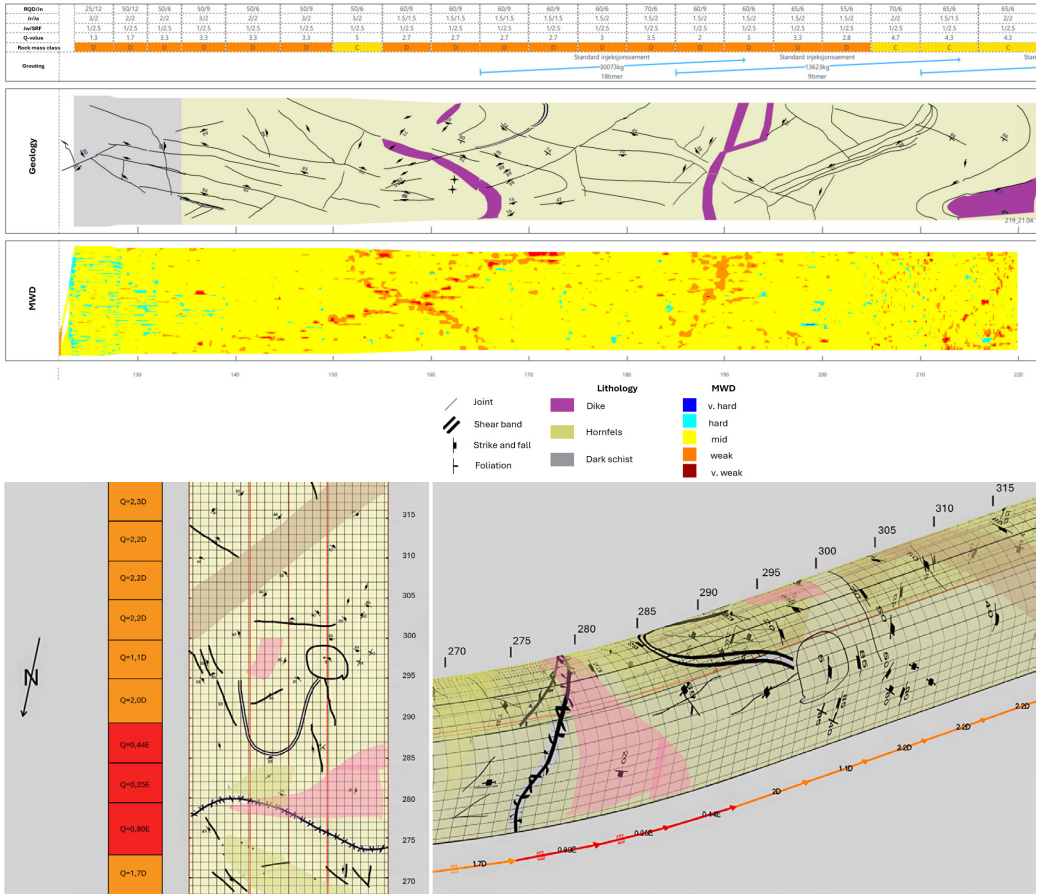 RQD/Jn 25/12 50/12 50/6 50/9 50/6 50/9 50/6 60/9 60/9 60/9 60/9 60/6 70/6 60/9 60/9 65/6 55/6 70/6 65/6 65/6
Jr/Ja 3/2 2/2 2/2 3/2 2/2 3/2 2/2 1.5/1.5 1.5/1.5 1.5/1.5 1.5/2 1.5/2 1.5/2 1.5/2 1.5/2 1.5/2 1.5/2 2/2 1.5/1.5 2/2
Jw/SRF 1/2.5 1/2.5 1/2.5 1/2.5 1/2.5 1/2.5 1/2.5 1/2.5 1/2.5 1/2.5 1/2.5 1/2.5 1/2.5 1/2.5 1/2.5 1/2.5 1/2.5 1/2.5 1/2.5 1/2.5
Q-value 1.3 1.7 3.3 3.3 3.3 3.3 5 2.7 2.7 2.7 2 3 3.5 2 3 3.3 2.8 4.7 4.3 4.3
Rock mass class D D D D D D C D D D D D D D D D D C C C
Standard injeksjonssement Standard injeksjonssement Stan
Grouting 30073kg 13623kg
18timer 9timer
Geology
219_21.04.
MWD
130 140 150 160 170 180 190 200 210 220
Lithology MWD
Joint Dike v. hard
Shear band hard
Hornfels mid
Strike and fall weak
Foliation Dark schist v. weak
N
Q=2,3D
Q=2,2D
Q=2,2D
Q=2,2D
Q=1,1D
Q=2,0D
Q=0,44E
Q=0,25E
Q=0,80E
Q=1,7D
315
310
305
300
295
290
285
280
275
270
270 275 280 285 290 295 300 305 310 315
1.7D 0.80E 2D 1.1D 2.2D 2.2D 2.2D